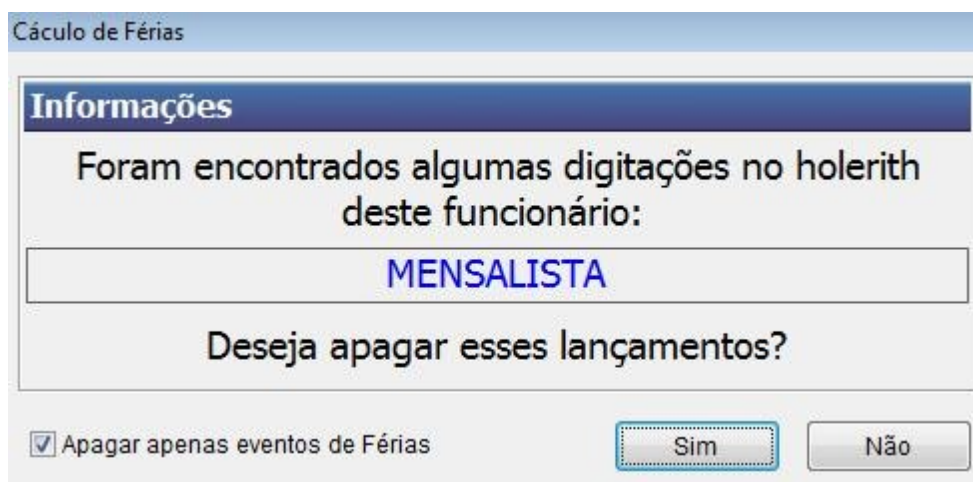 Cáculo de Férias
Informações
Foram encontrados algumas digitações no holerith
deste funcionário:
MENSALISTA
Deseja apagar esses lançamentos?
Apagar apenas eventos de Férias
Sim
Não